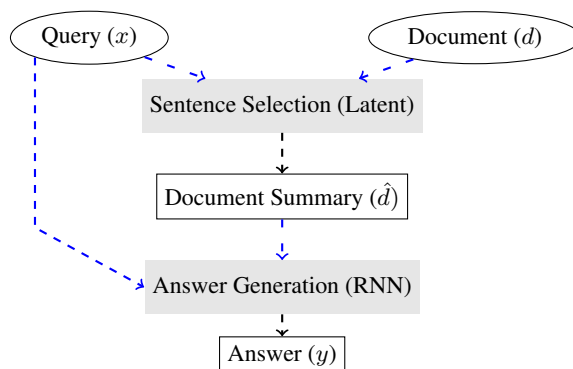 Query (x)
Document (d)
Sentence Selection (Latent)
Document Summary (d̂)
Answer Generation (RNN)
Answer (y)